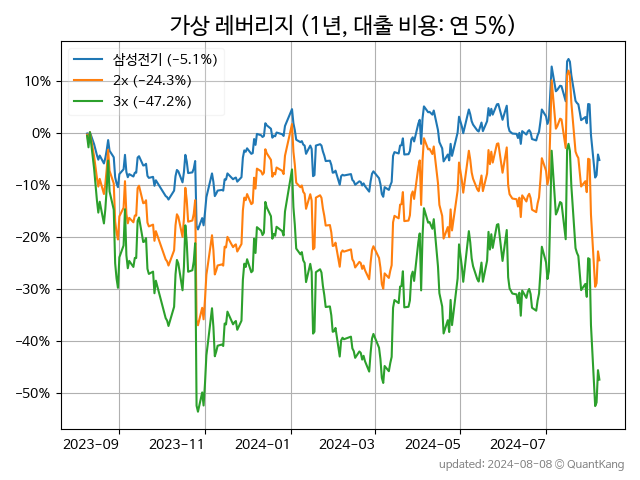 가상 레버리지 (1년, 대출 비용: 연 5%)
삼성전기 (−5.1%)
2x (−24.3%)
3x (−47.2%)
10%
0%
−10%
−20%
−30%
−40%
−50%
2023-09 2023-11 2024-01 2024-03 2024-05 2024-07
updated: 2024-08-08 © QuantKang